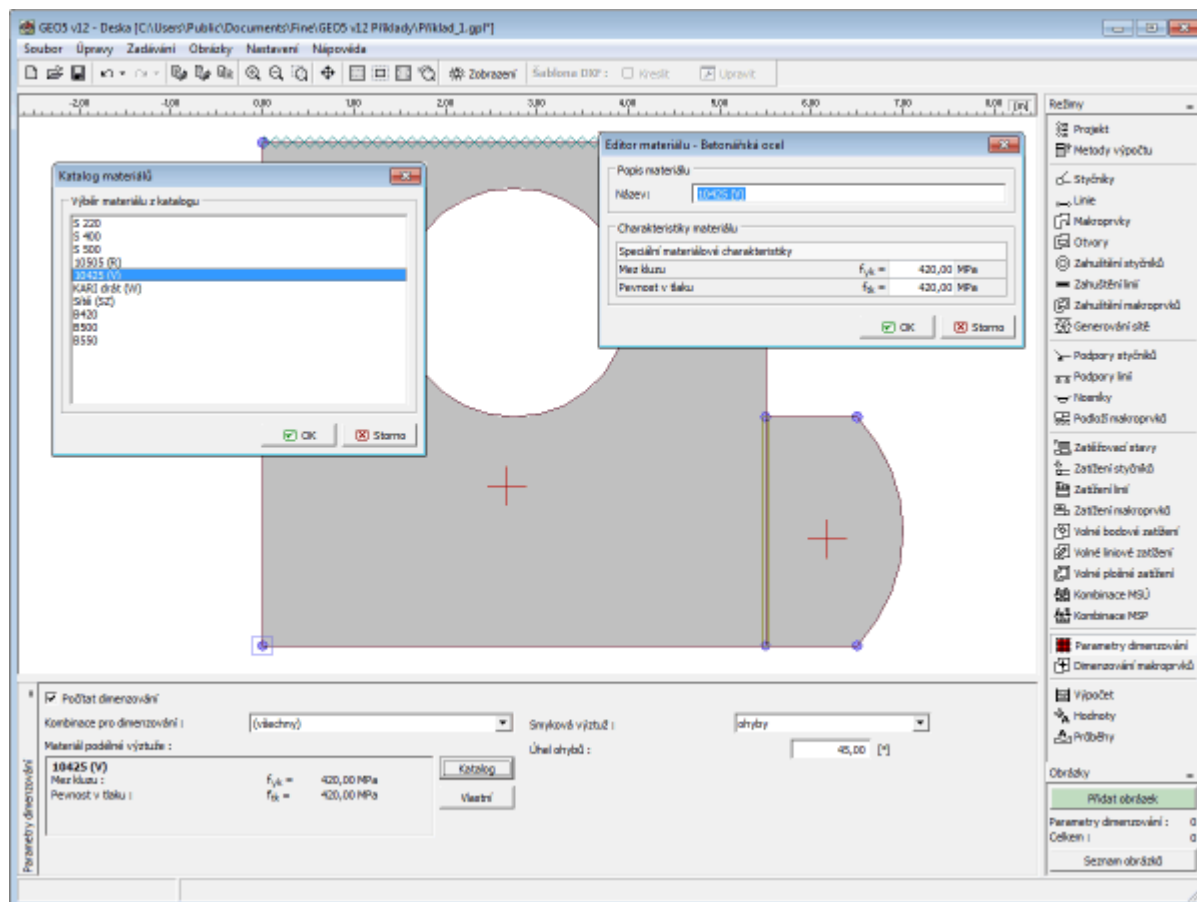 GEO5 v12 - Deska [C:\Users\Public\Documents\Fine\GEO5 v12 Příklady\Příklad_1.gpl*]
Soubor Úpravy Zadávání Obrázky Nastavení Nápověda
Zobrazení Šablona DXF : Kreslit Upravit
-2,00 -1,00 0,00 1,00 2,00 3,00 4,00 5,00 6,00 7,00 8,00 [m]
Katalog materiálů
Výběr materiálu z katalogu
S 220
S 400
S 500
10505 (R)
10425 (V)
KARI drát (W)
Sítě (SZ)
B420
B500
B550
OK Storno
Editor materiálu - Betonářská ocel
Popis materiálu
Název : 10425 (V)
Charakteristiky materiálu
Speciální materiálové charakteristiky
Mez kluzu fyk = 420,00 MPa
Pevnost v tlaku ftk = 420,00 MPa
OK Storno
Režimy
Projekt
Metody výpočtu
Styčníky
Linie
Makroprvky
Otvory
Zahuštění styčníků
Zahuštění linií
Zahuštění makroprvků
Generování sítě
Podpory styčníků
Podpory linií
Nosníky
Podloží makroprvků
Zatěžovací stavy
Zatížení styčníků
Zatížení linií
Zatížení makroprvků
Volné bodové zatížení
Volné liniové zatížení
Volné plošné zatížení
Kombinace MSÚ
Kombinace MSP
Parametry dimenzování
Dimenzování makroprvků
Výpočet
Hodnoty
Průběhy
Obrázky
Přidat obrázek
Parametry dimenzování : 0
Celkem : 0
Seznam obrázků
Parametry dimenzování
Počítat dimenzování
Kombinace pro dimenzování : (všechny)
Smyková výztuž : ohyby
Materiál podélné výztuže :
Úhel ohybů : 45,00 [°]
10425 (V)
Mez kluzu : fyk = 420,00 MPa
Pevnost v tlaku : ftk = 420,00 MPa
Katalog
Vlastní